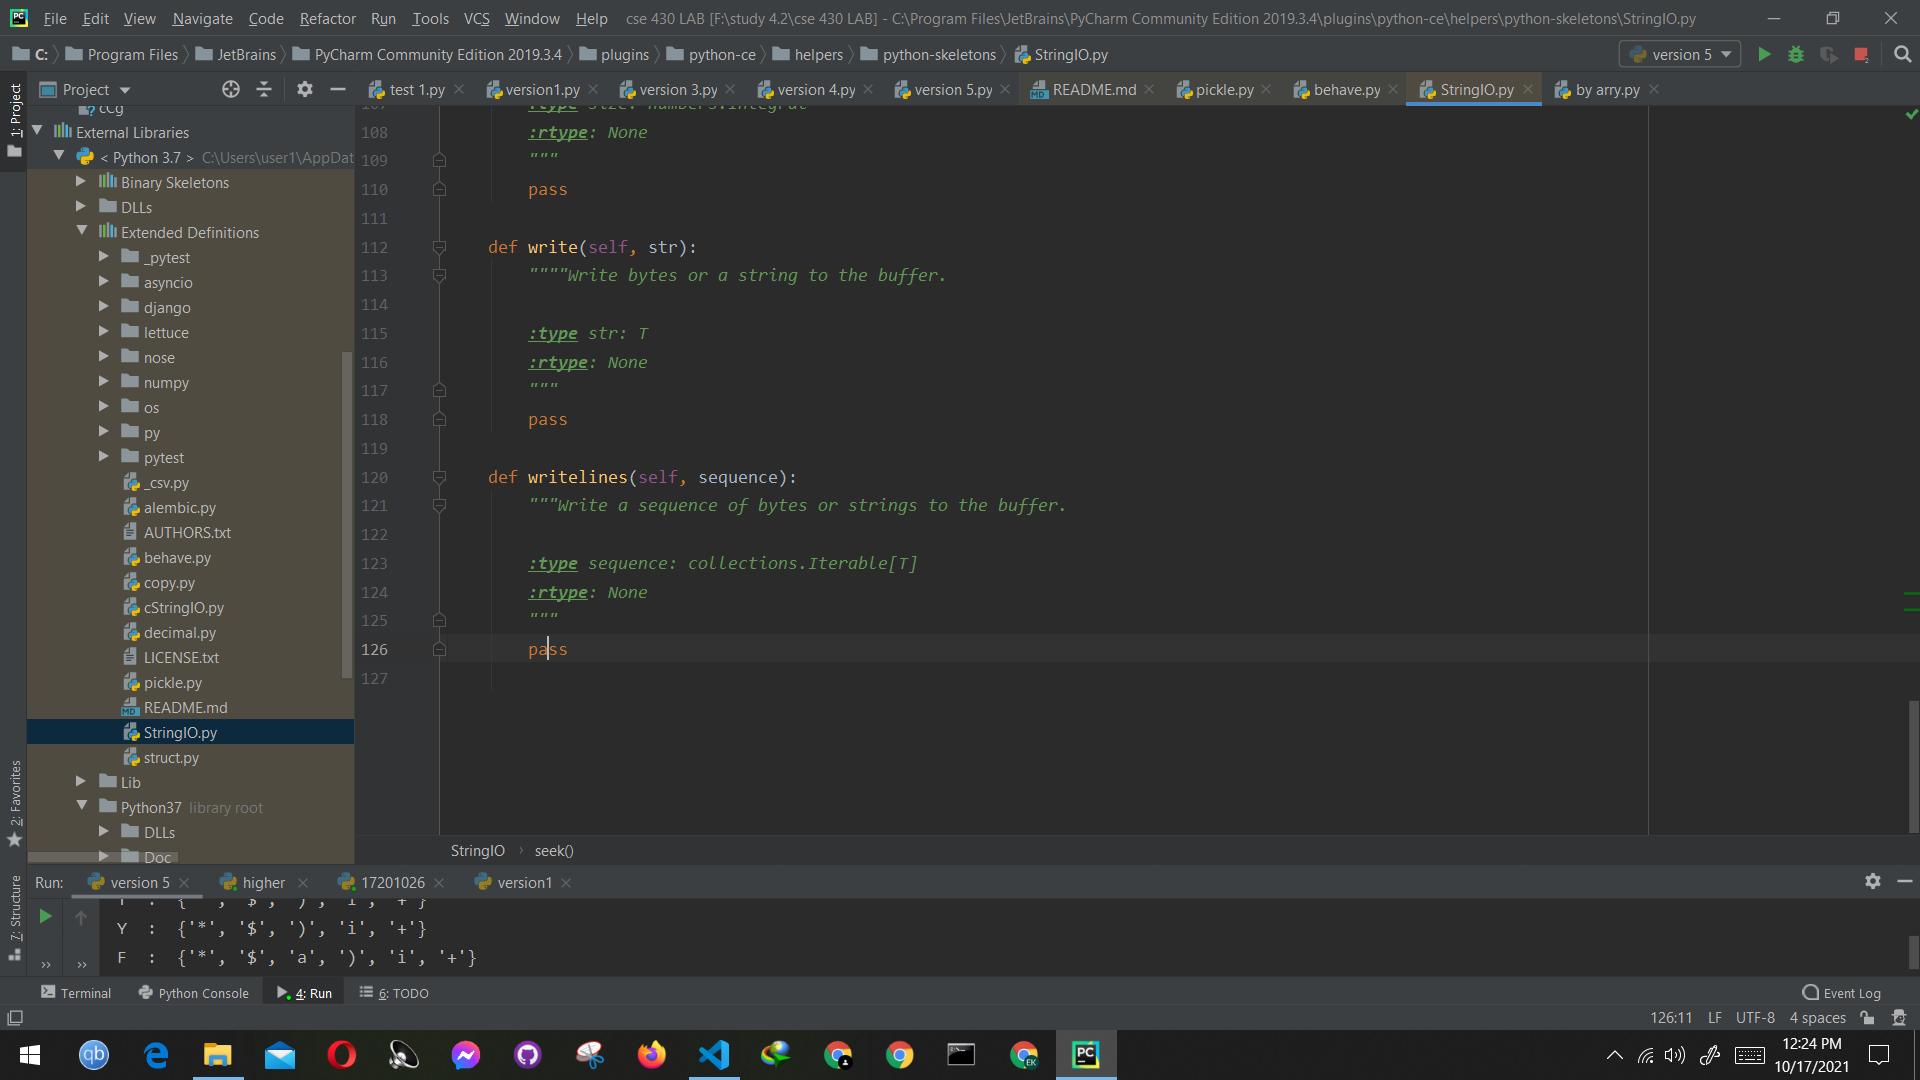 PC File Edit View Navigate Code Refactor Run Tools VCS Window Help cse 430 LAB [F:\study 4.2\cse 430 LAB] - C:\Program Files\JetBrains\PyCharm Community Edition 2019.3.4\plugins\python-ce\helpers\python-skeletons\StringIO.py
C: Program Files JetBrains PyCharm Community Edition 2019.3.4 plugins python-ce helpers python-skeletons StringIO.py version 5
Project test 1.py version1.py version 3.py version 4.py version 5.py README.md pickle.py behave.py StringIO.py by arry.py
1: Project
2: Favorites
7: Structure
ccg
External Libraries
< Python 3.7 > C:\Users\user1\AppDat
Binary Skeletons
DLLs
Extended Definitions
_pytest
asyncio
django
lettuce
nose
numpy
os
py
pytest
_csv.py
alembic.py
AUTHORS.txt
behave.py
copy.py
cStringIO.py
decimal.py
LICENSE.txt
pickle.py
README.md
StringIO.py
struct.py
Lib
Python37 library root
DLLs
Doc
107 :type size: numbers.Integral
108 :rtype: None
109 """
110 pass
111
112 def write(self, str):
113 """"Write bytes or a string to the buffer.
114
115 :type str: T
116 :rtype: None
117 """
118 pass
119
120 def writelines(self, sequence):
121 """Write a sequence of bytes or strings to the buffer.
122
123 :type sequence: collections.Iterable[T]
124 :rtype: None
125 """
126 pass
127
StringIO › seek()
Run: version 5 higher 17201026 version1
Y : {'*', '$', ')', 'i', '+'}
F : {'*', '$', 'a', ')', 'i', '+'}
Terminal Python Console 4: Run 6: TODO Event Log
126:11 LF UTF-8 4 spaces
qb EK PC
12:24 PM
10/17/2021